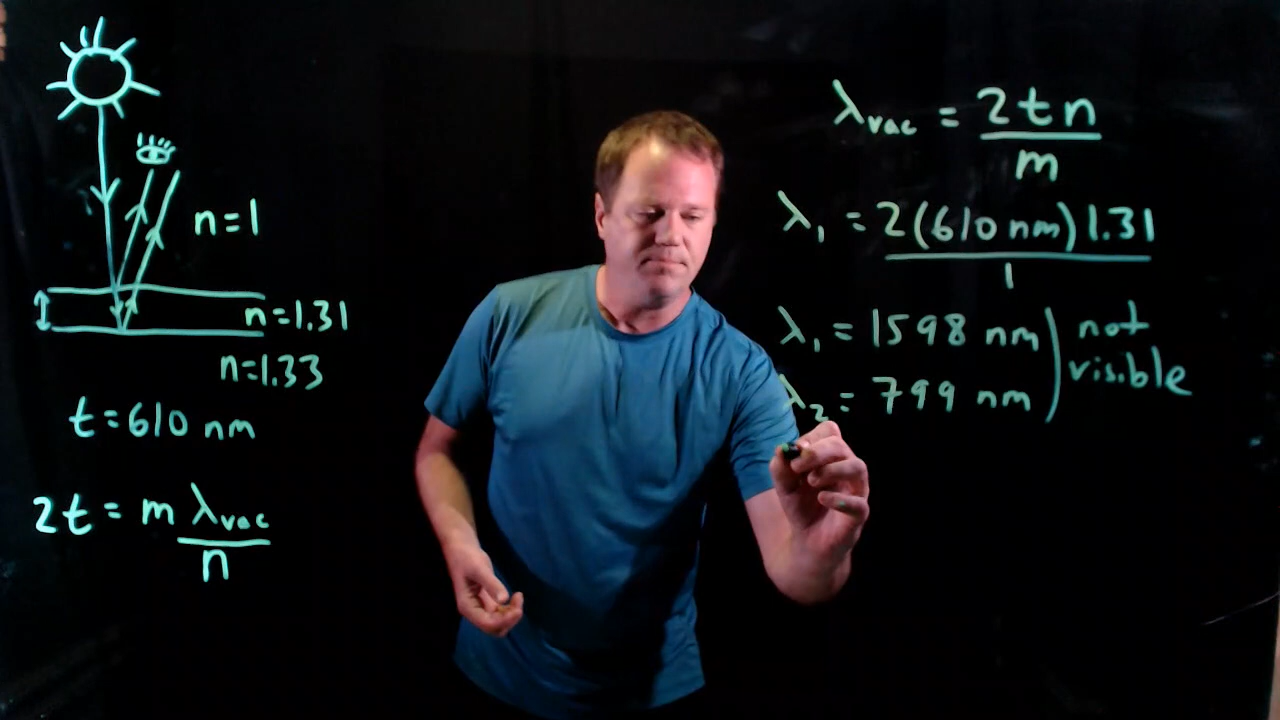 n=1
n=1.31
n=1.33
t=610 nm
2t = m λvac/n
λvac = 2tn/m
λ₁ = 2(610 nm)1.31/1
λ₁ = 1598 nm
λ₂ = 799 nm
not
visible